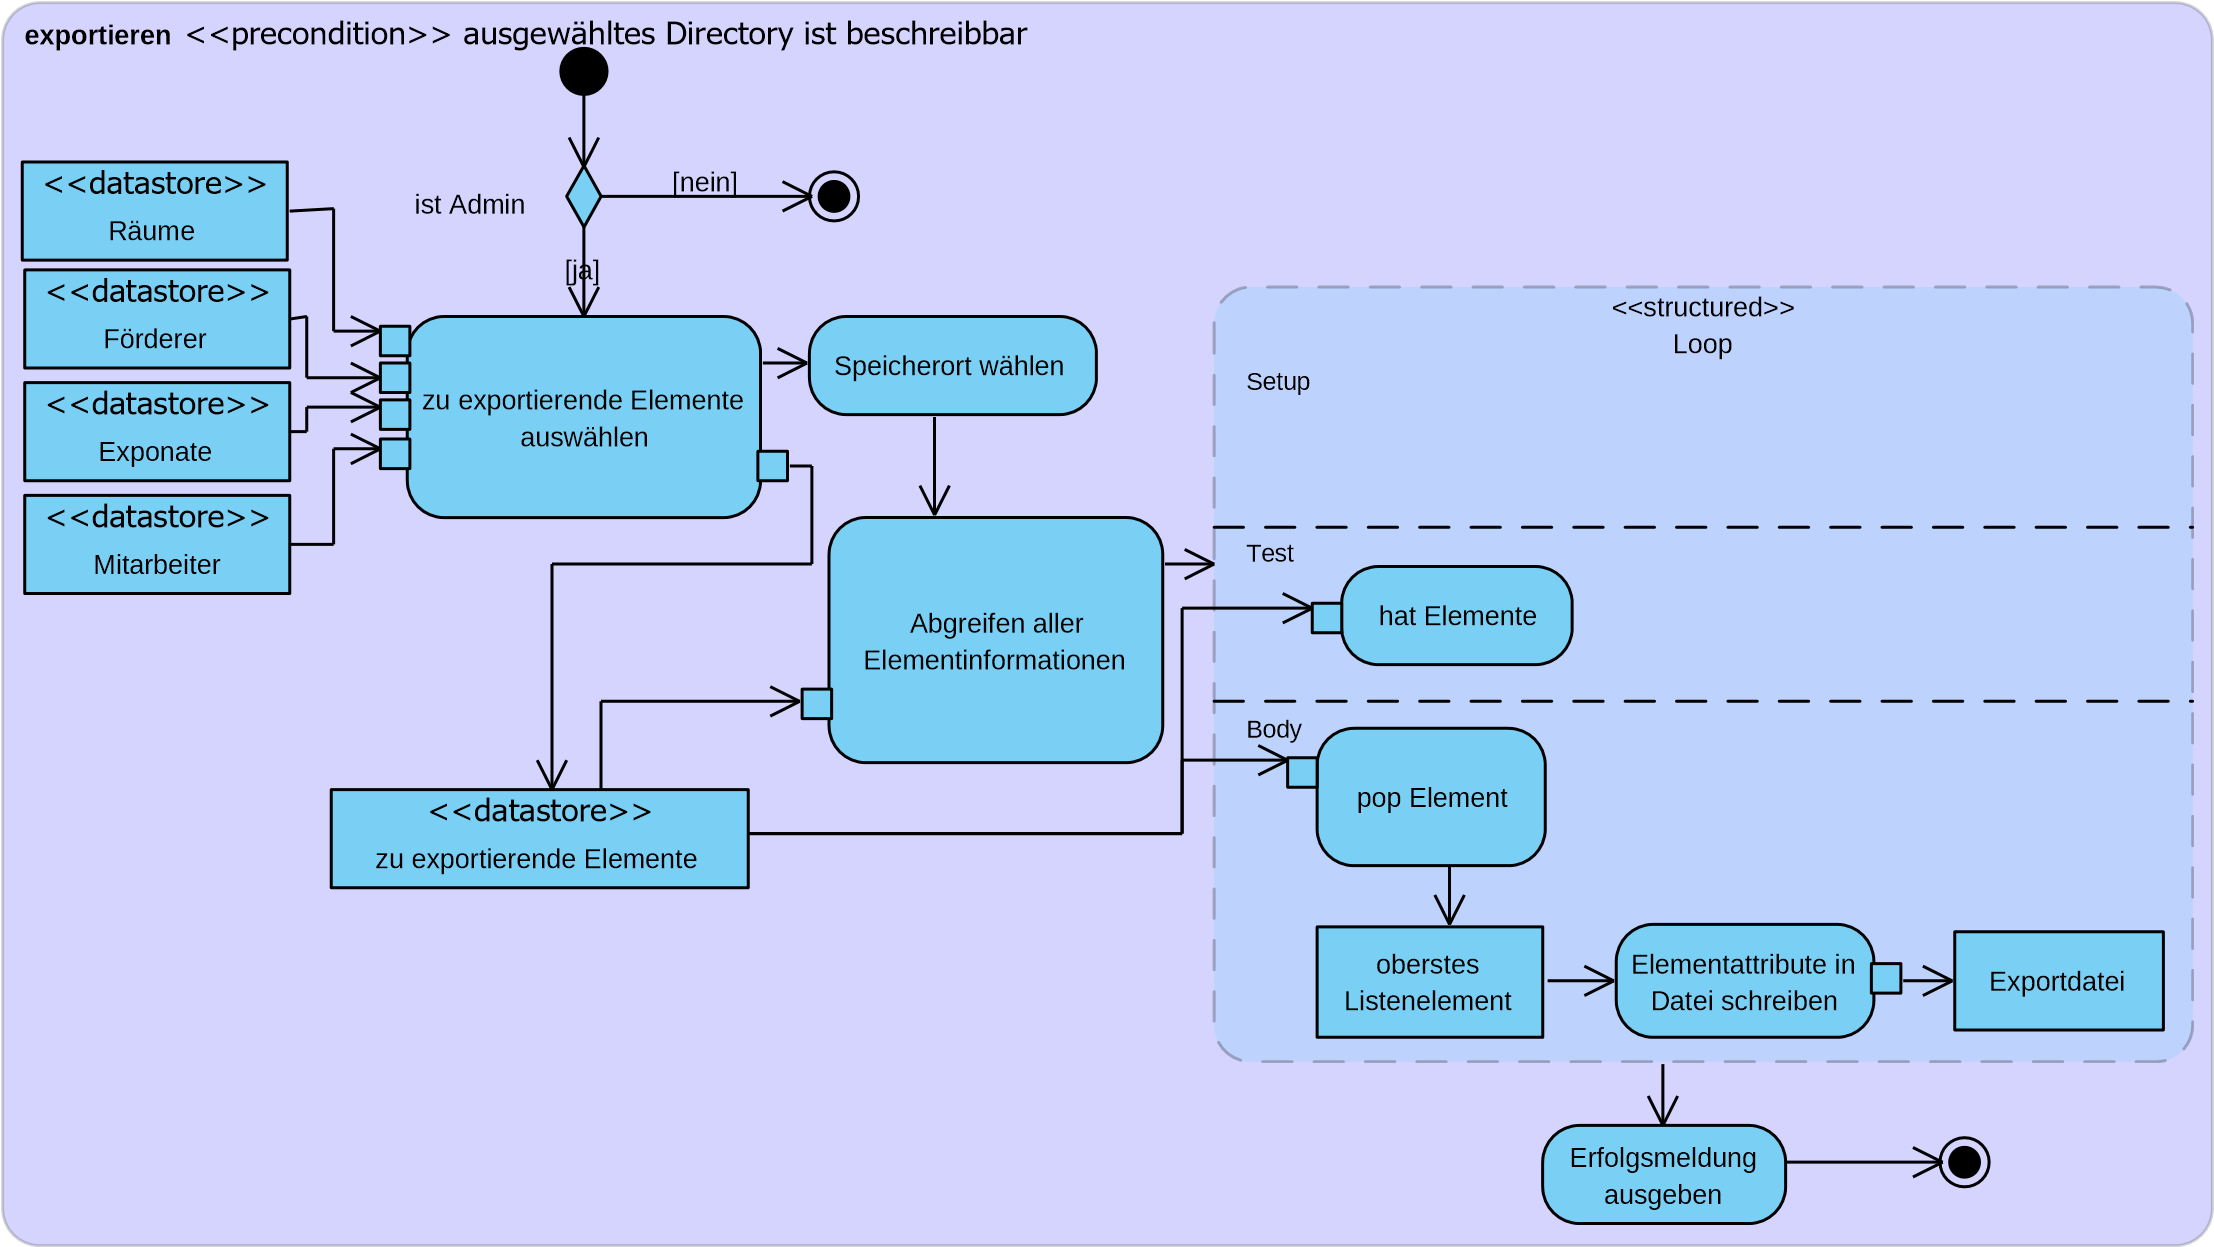 exportieren <<precondition>> ausgewähltes Directory ist beschreibbar
[nein]
ist Admin
[ja]
<<datastore>>
Räume
<<datastore>>
Förderer
<<datastore>>
Exponate
<<datastore>>
Mitarbeiter
zu exportierende Elemente
auswählen
Speicherort wählen
Abgreifen aller
Elementinformationen
<<datastore>>
zu exportierende Elemente
<<structured>>
Loop
Setup
Test
hat Elemente
Body
pop Element
oberstes
Listenelement
Elementattribute in
Datei schreiben
Exportdatei
Erfolgsmeldung
ausgeben